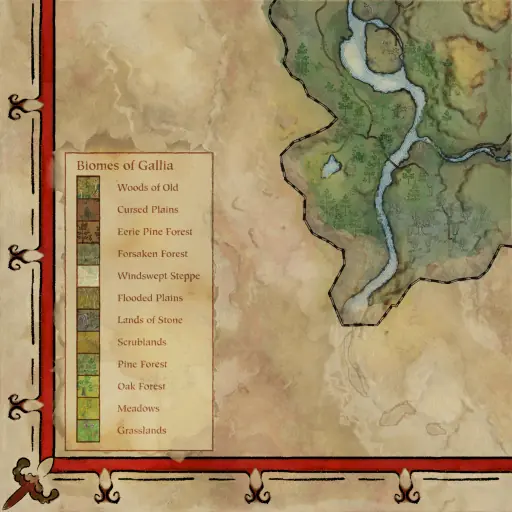 Biomes of Gallia
Woods of Old
Cursed Plains
Eerie Pine Forest
Forsaken Forest
Windswept Steppe
Flooded Plains
Lands of Stone
Scrublands
Pine Forest
Oak Forest
Meadows
Grasslands